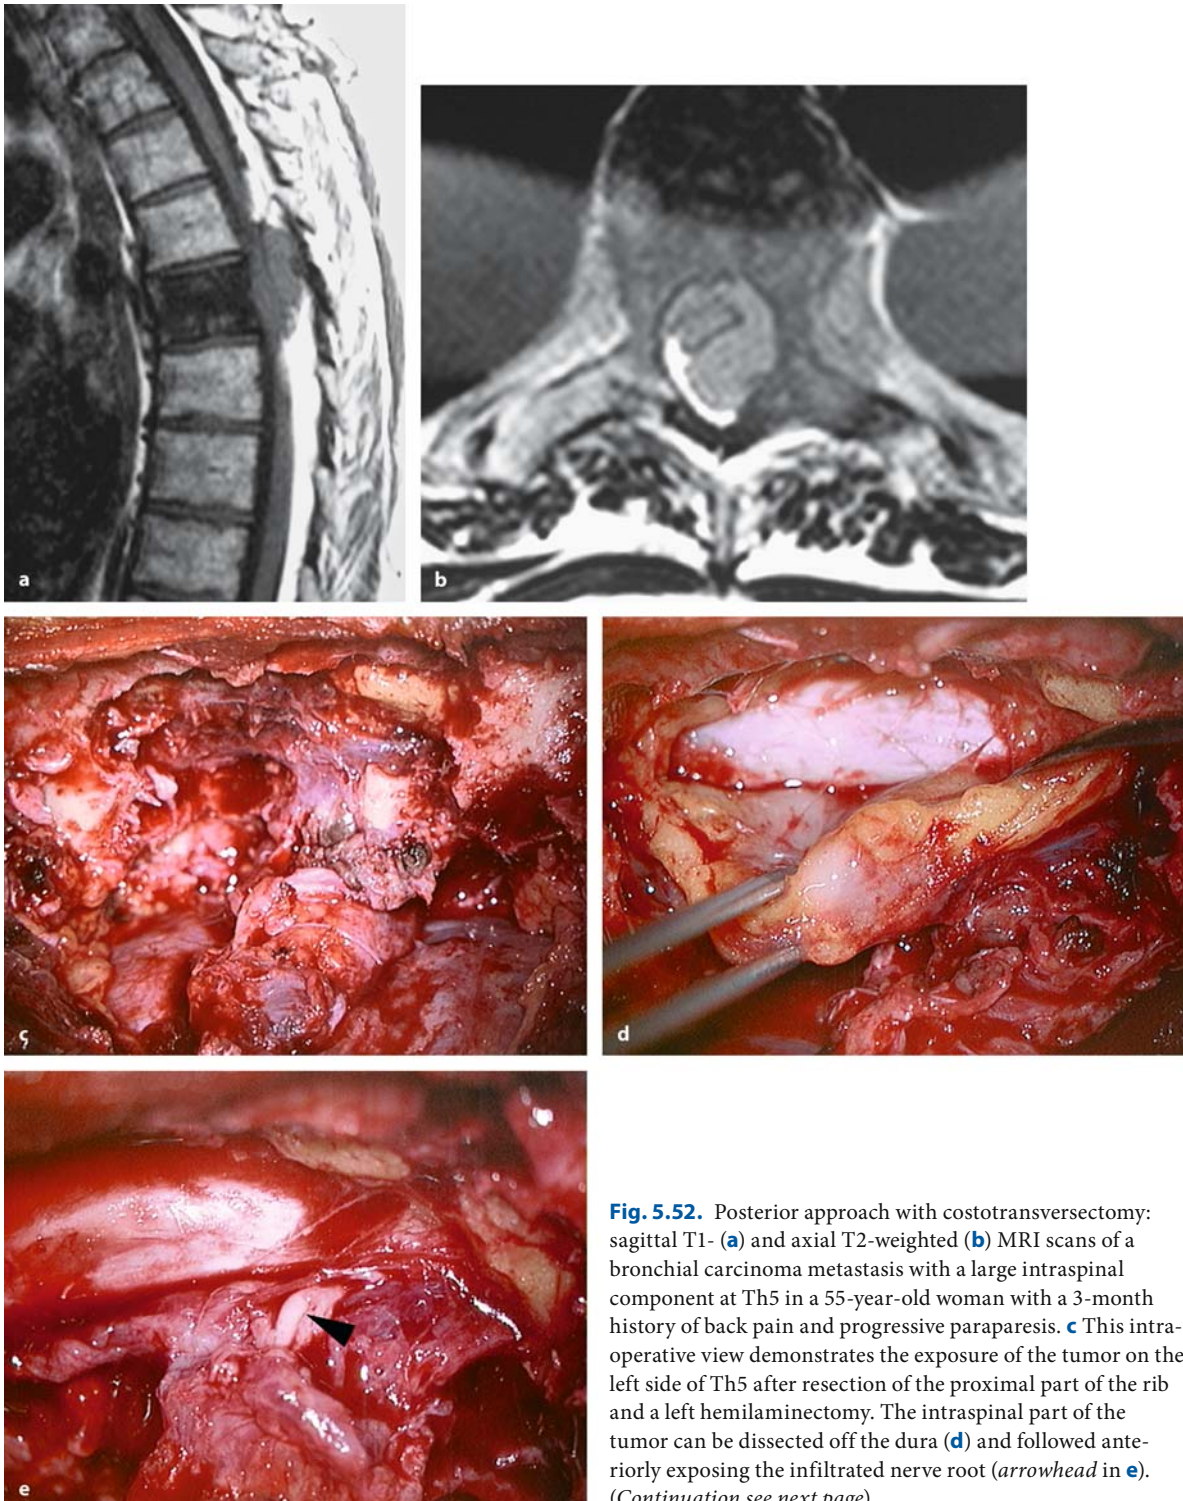 a
b
c
d
e
Fig. 5.52. Posterior approach with costotransversectomy:
sagittal T1- (a) and axial T2-weighted (b) MRI scans of a
bronchial carcinoma metastasis with a large intraspinal
component at Th5 in a 55-year-old woman with a 3-month
history of back pain and progressive paraparesis. c This intra-
operative view demonstrates the exposure of the tumor on the
left side of Th5 after resection of the proximal part of the rib
and a left hemilaminectomy. The intraspinal part of the
tumor can be dissected off the dura (d) and followed ante-
riorly exposing the infiltrated nerve root (arrowhead in e).
(Continuation see next page)